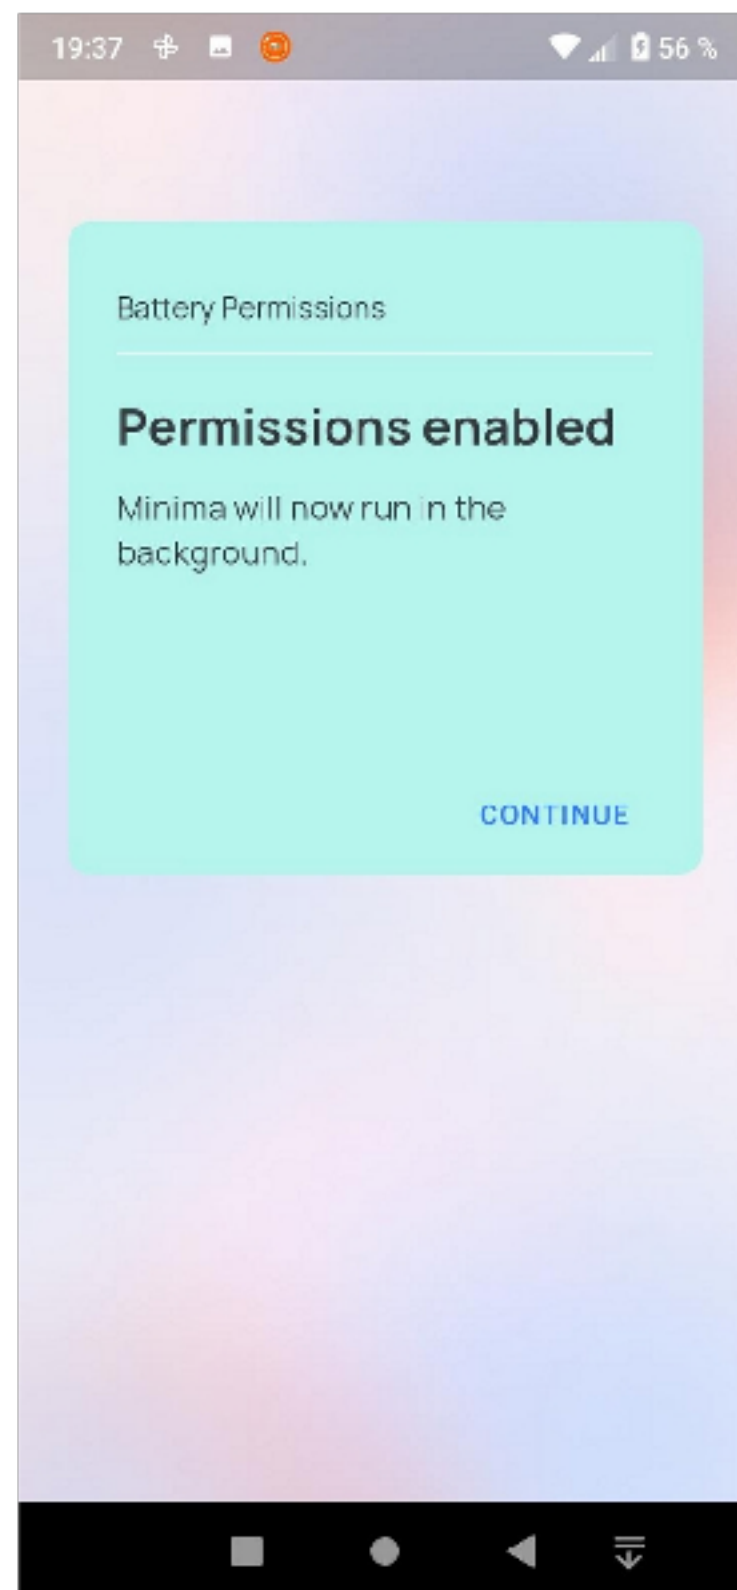 19:37 56 %
Battery Permissions
Permissions enabled
Minima will now run in the
background.
CONTINUE